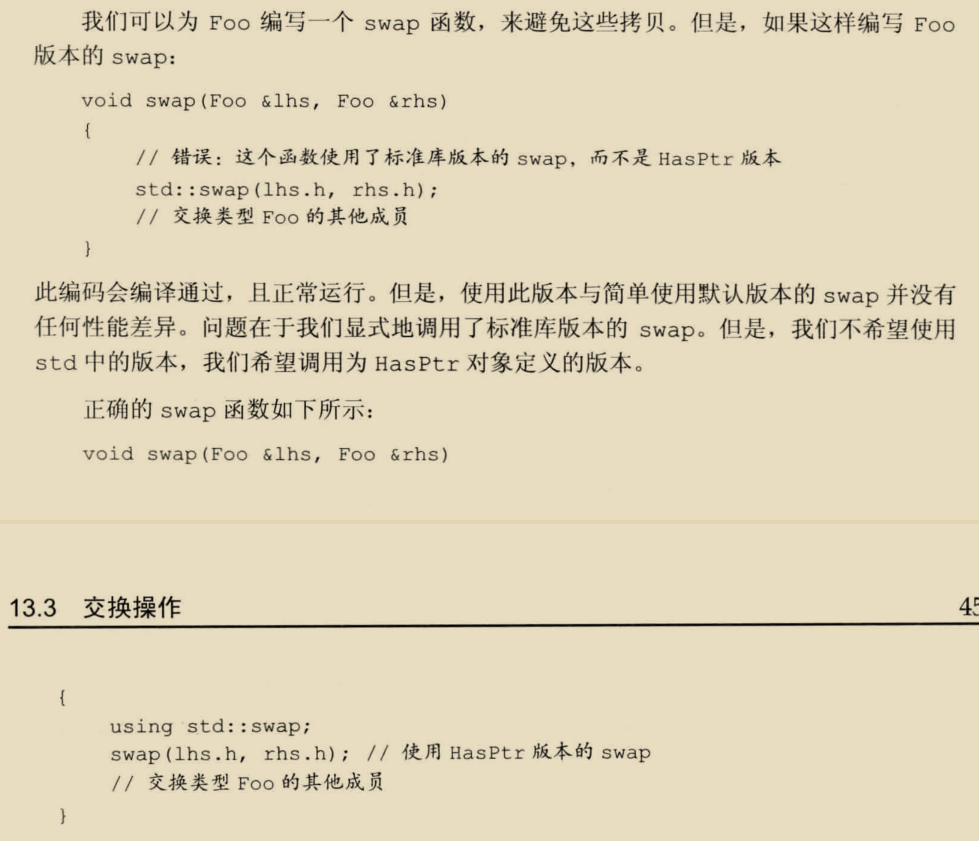 我们可以为 Foo 编写一个 swap 函数，来避免这些拷贝。但是，如果这样编写 Foo
版本的 swap：
void swap(Foo &lhs, Foo &rhs)
{
// 错误：这个函数使用了标准库版本的 swap，而不是 HasPtr 版本
std::swap(lhs.h, rhs.h);
// 交换类型 Foo 的其他成员
}
此编码会编译通过，且正常运行。但是，使用此版本与简单使用默认版本的 swap 并没有
任何性能差异。问题在于我们显式地调用了标准库版本的 swap。但是，我们不希望使用
std 中的版本，我们希望调用为 HasPtr 对象定义的版本。
正确的 swap 函数如下所示：
void swap(Foo &lhs, Foo &rhs)
13.3 交换操作 45
{
using std::swap;
swap(lhs.h, rhs.h); // 使用 HasPtr 版本的 swap
// 交换类型 Foo 的其他成员
}